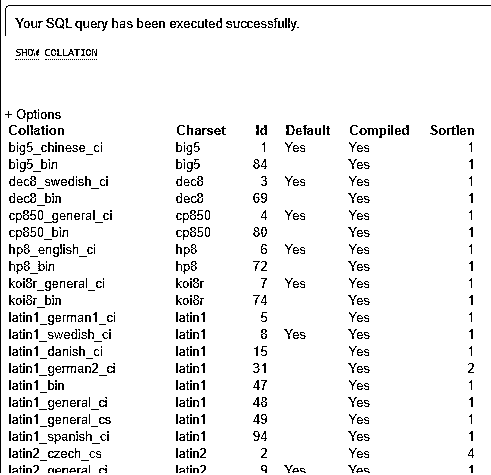 Your SQL query has been executed successfully.
SHOW COLLATION
+ Options
Collation Charset Id Default Compiled Sortlen
big5_chinese_ci big5 1 Yes Yes 1
big5_bin big5 84 Yes 1
dec8_swedish_ci dec8 3 Yes Yes 1
dec8_bin dec8 69 Yes 1
cp850_general_ci cp850 4 Yes Yes 1
cp850_bin cp850 80 Yes 1
hp8_english_ci hp8 6 Yes Yes 1
hp8_bin hp8 72 Yes 1
koi8r_general_ci koi8r 7 Yes Yes 1
koi8r_bin koi8r 74 Yes 1
latin1_german1_ci latin1 5 Yes 1
latin1_swedish_ci latin1 8 Yes Yes 1
latin1_danish_ci latin1 15 Yes 1
latin1_german2_ci latin1 31 Yes 2
latin1_bin latin1 47 Yes 1
latin1_general_ci latin1 48 Yes 1
latin1_general_cs latin1 49 Yes 1
latin1_spanish_ci latin1 94 Yes 1
latin2_czech_cs latin2 2 Yes 4
latin2_general_ci latin2 9 Yes Yes 1